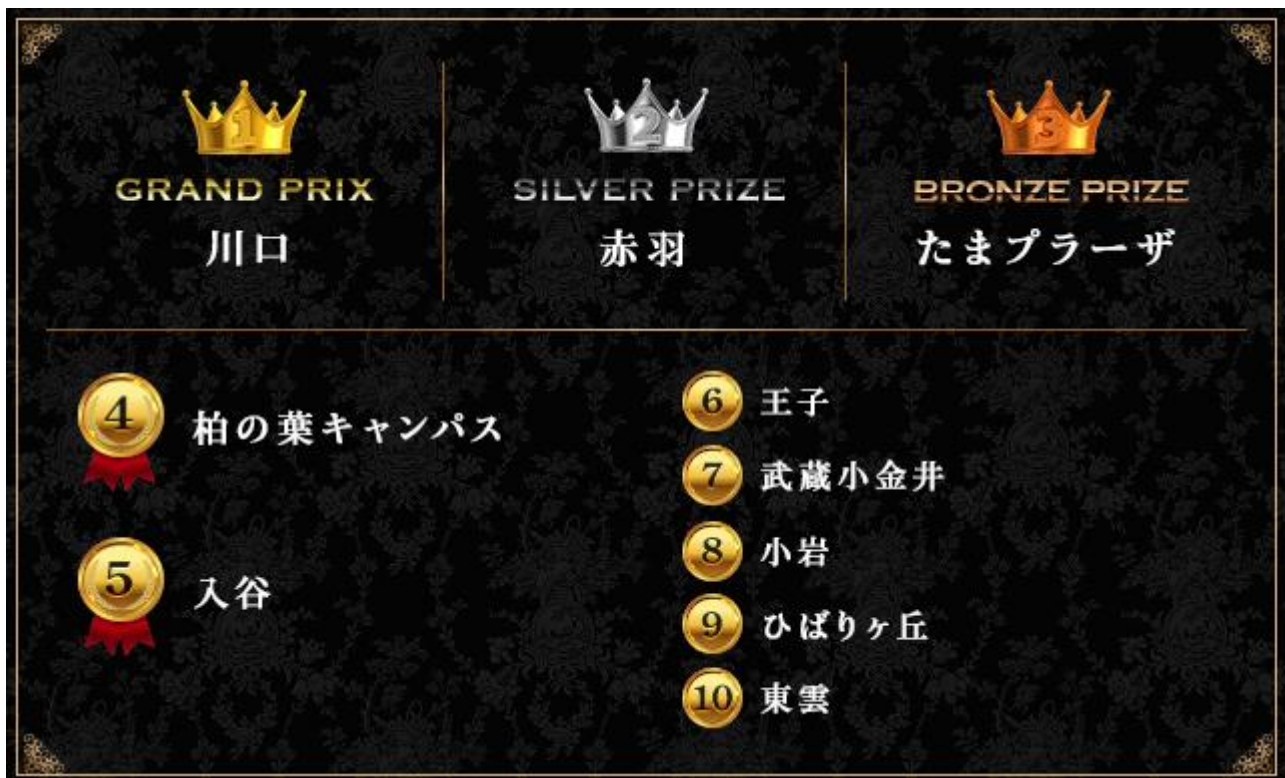 1
GRAND PRIX
川口
2
SILVER PRIZE
赤羽
3
BRONZE PRIZE
たまプラーザ
4 柏の葉キャンパス
5 入谷
6 王子
7 武蔵小金井
8 小岩
9 ひばりヶ丘
10 東雲